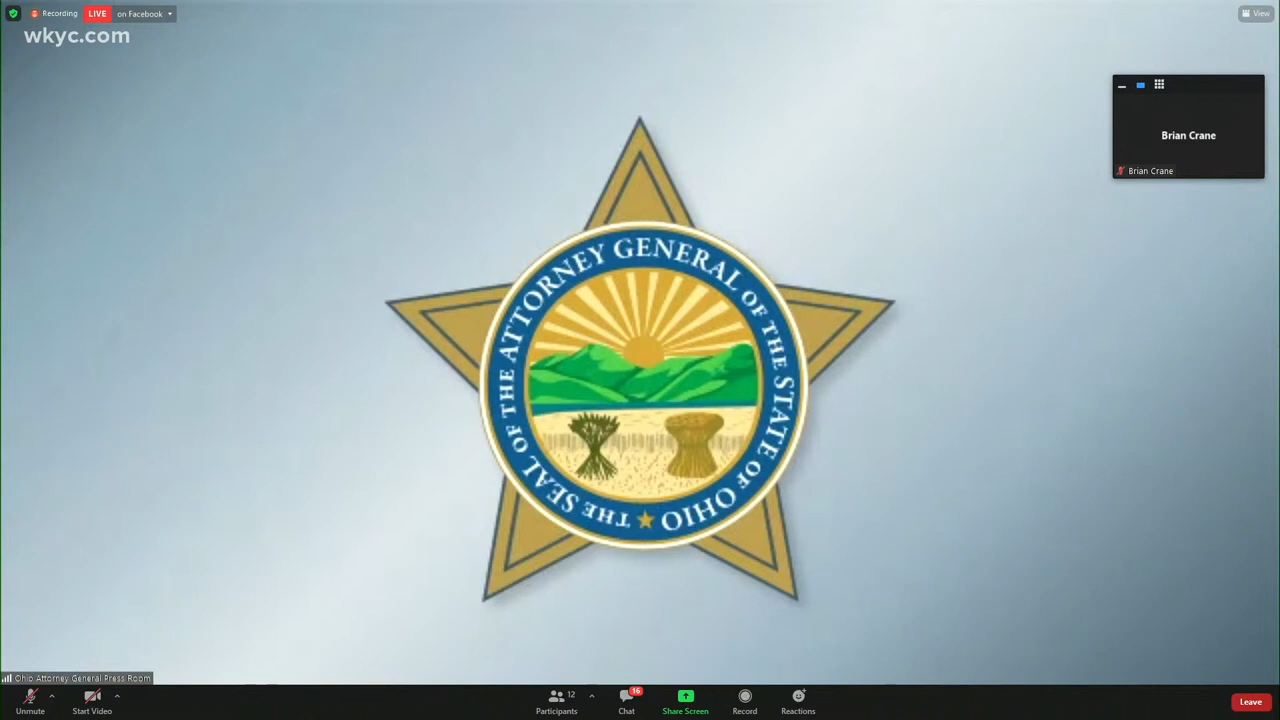 Recording
LIVE
on Facebook
View
wkyc.com
Brian Crane
Brian Crane
THE SEAL OF THE ATTORNEY GENERAL OF THE STATE OF OHIO
Ohio Attorney General Press Room
Unmute
Start Video
12
Participants
16
Chat
Share Screen
Record
Reactions
Leave